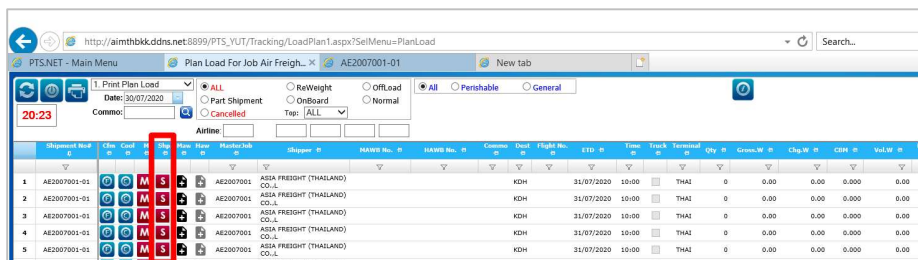 http://aimthbkk.ddns.net:8899/PTS_YUT/Tracking/LoadPlan1.aspx?SelMenu=PlanLoad Search...
PTS.NET - Main Menu Plan Load For Job Air Freigh... AE2007001-01 New tab
1. Print Plan Load ALL ReWeight OffLoad All Perishable General
Date: 30/07/2020 Part Shipment OnBoard Normal
20:23 Commo: Cancelled Top: ALL
Airline:
Shipment No# Cfm Cool Shp Maw Haw MasterJob Shipper MAWB No. HAWB No. Commo Dest Flight No. ETD Time Truck Terminal Qty Gross.W Chg.W CBM Vol.W
1 AE2007001-01 M S AE2007001 ASIA FREIGHT (THAILAND) CO.,L KDH 31/07/2020 10:00 THAI 0 0.00 0.00 0.000 0.00
2 AE2007001-01 M S AE2007001 ASIA FREIGHT (THAILAND) CO.,L KDH 31/07/2020 10:00 THAI 0 0.00 0.00 0.000 0.00
3 AE2007001-01 M S AE2007001 ASIA FREIGHT (THAILAND) CO.,L KDH 31/07/2020 10:00 THAI 0 0.00 0.00 0.000 0.00
4 AE2007001-01 M S AE2007001 ASIA FREIGHT (THAILAND) CO.,L KDH 31/07/2020 10:00 THAI 0 0.00 0.00 0.000 0.00
5 AE2007001-01 M S AE2007001 ASIA FREIGHT (THAILAND) CO.,L KDH 31/07/2020 10:00 THAI 0 0.00 0.00 0.000 0.00